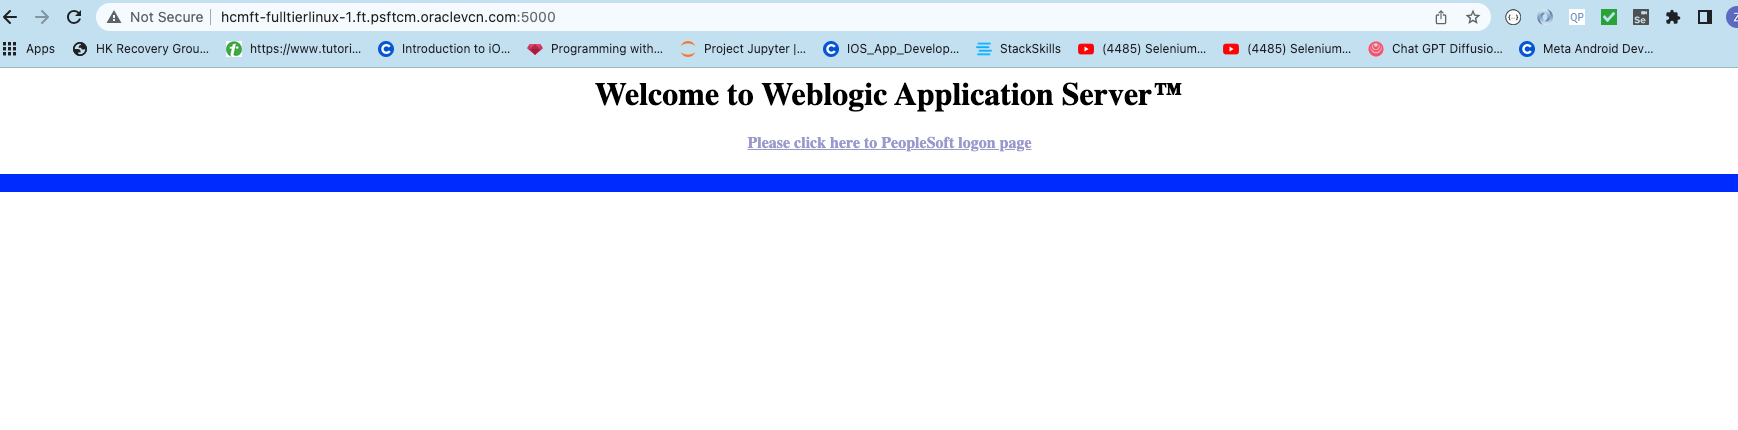 Not Secure | hcmft-fulltierlinux-1.ft.psftcm.oraclevcn.com:5000 QP Se Z
Apps HK Recovery Grou... https://www.tutori... Introduction to iO... Programming with... Project Jupyter |... IOS_App_Develop... StackSkills (4485) Selenium... (4485) Selenium... Chat GPT Diffusio... Meta Android Dev...
Welcome to Weblogic Application Server™
Please click here to PeopleSoft logon page